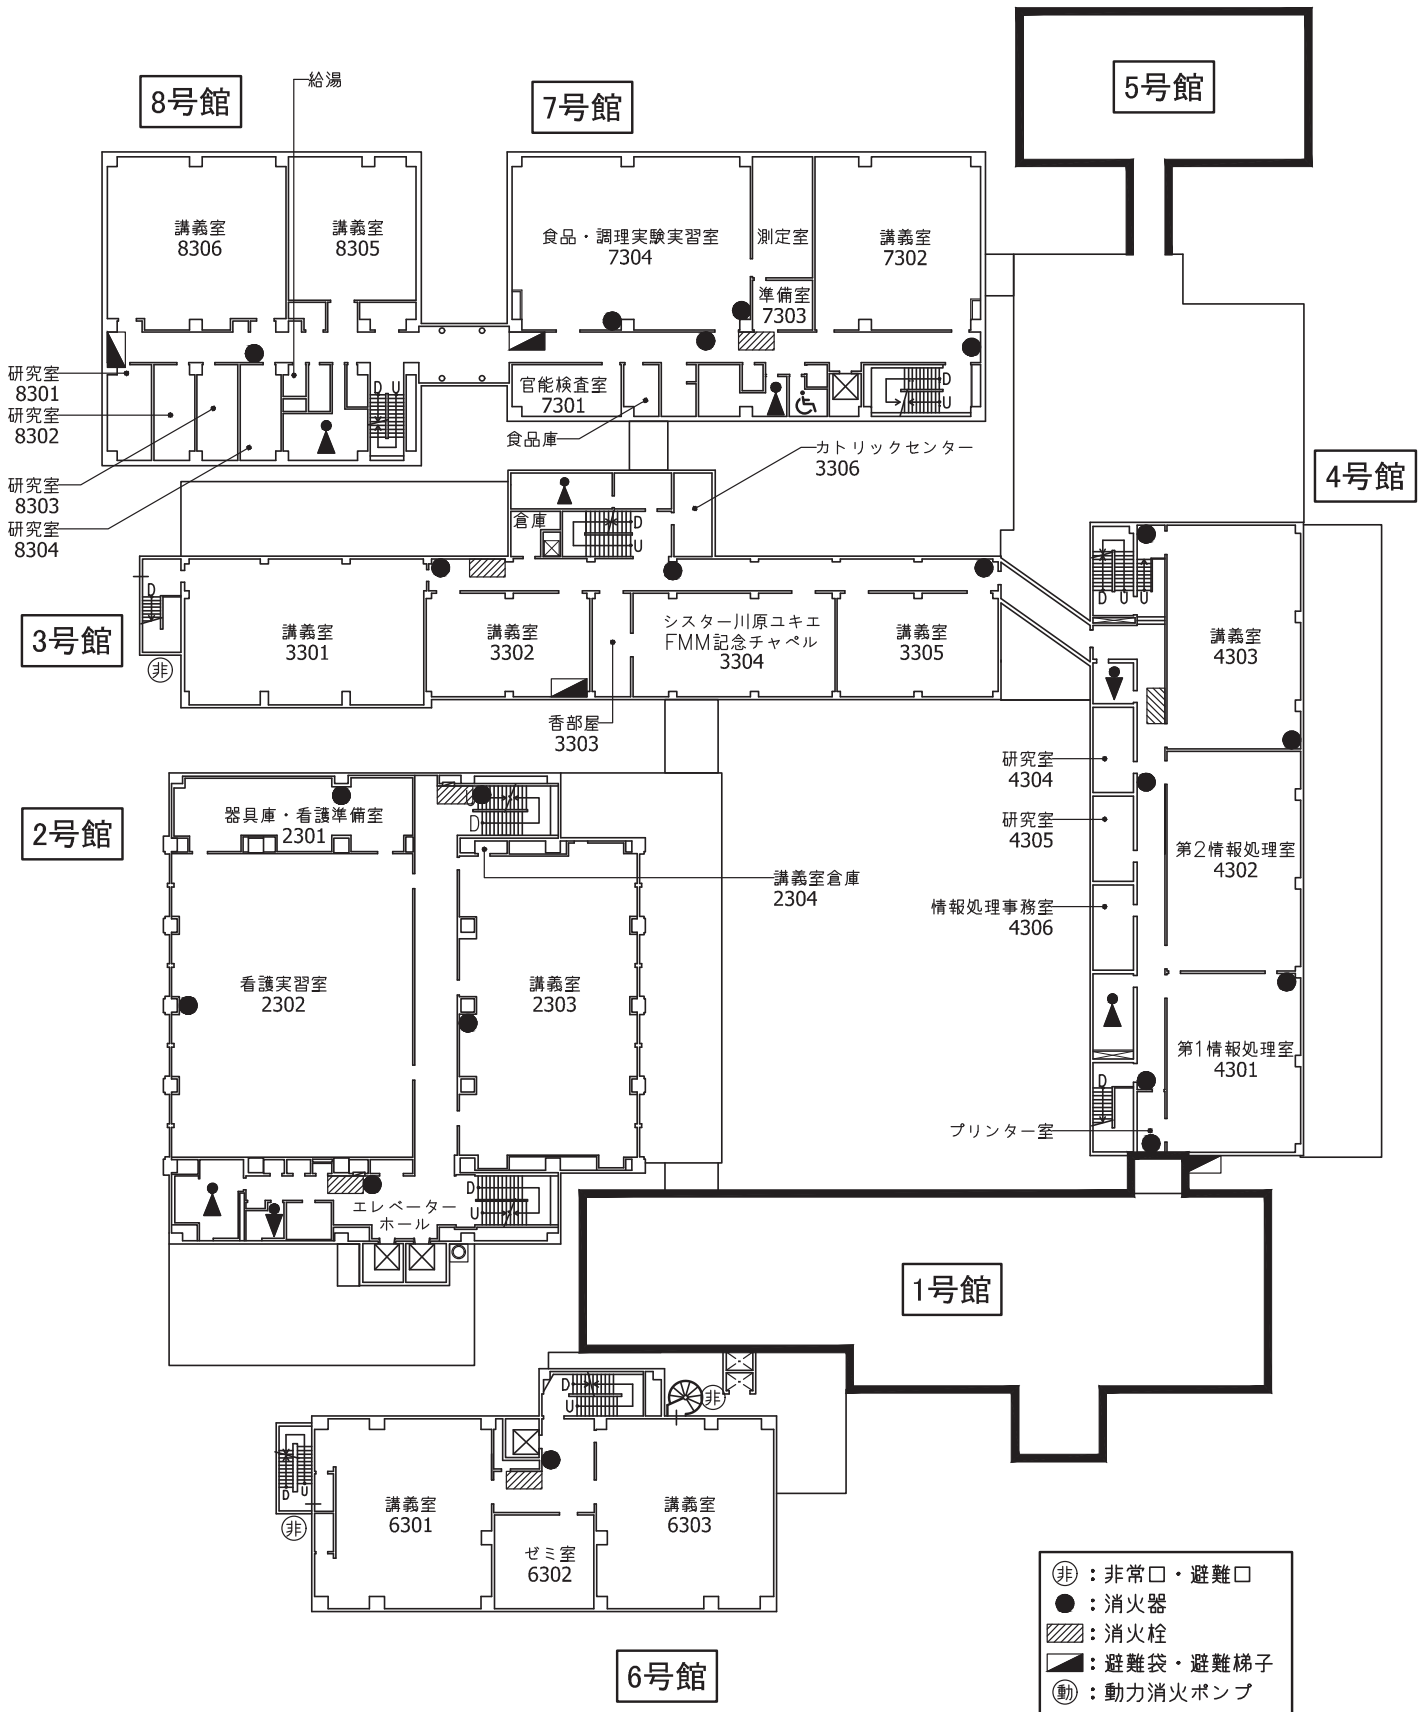 5号館
8号館
給湯
7号館
講義室
8306
講義室
8305
食品・調理実験実習室
7304
測定室
講義室
7302
準備室
7303
研究室
8301
研究室
8302
研究室
8303
研究室
8304
D U
官能検査室
7301
食品庫
D
U
カトリックセンター
3306
4号館
倉庫
D
U
D
3号館
非
講義室
3301
講義室
3302
シスター川原ユキエ
FMM記念チャペル
3304
講義室
3305
香部屋
3303
D U U
講義室
4303
研究室
4304
研究室
4305
第2情報処理室
4302
情報処理事務室
4306
第1情報処理室
4301
D
プリンター室
2号館
器具庫・看護準備室
2301
U
D
講義室倉庫
2304
看護実習室
2302
講義室
2303
エレベーター
ホール
D
U
1号館
D
U
非
D U
非
講義室
6301
ゼミ室
6302
講義室
6303
6号館
非：非常口・避難口
：消火器
：消火栓
：避難袋・避難梯子
動：動力消火ポンプ